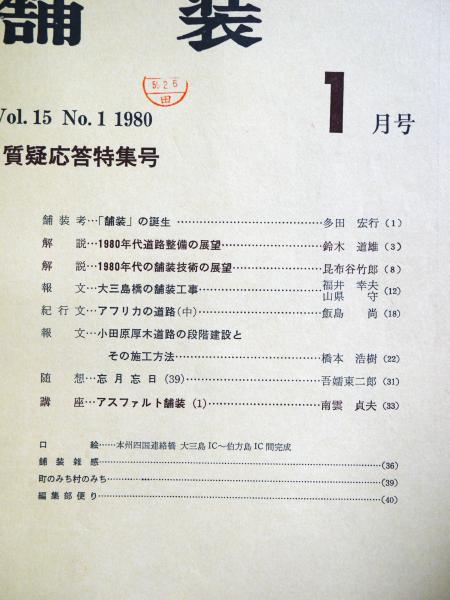 舗装
55.2.6
田
Vol. 15 No. 1 1980
1月号
質疑応答特集号
舗装考…「舗装」の誕生…多田 宏行(1)
解説…1980年代道路整備の展望…鈴木 道雄(3)
解説…1980年代の舗装技術の展望…昆布谷竹郎(8)
報文…大三島橋の舗装工事…福井 幸夫 山県 守(12)
紀行文…アフリカの道路(中)…飯島 尚(18)
報文…小田原厚木道路の段階建設と
その施工方法…橋本 浩樹(22)
随想…忘月忘日(39)…吾嬬東二郎(31)
講座…アスファルト舗装(1)…南雲 貞夫(33)
口絵……本州四国連絡橋 大三島IC〜伯方島IC間完成
舗装雑感…(36)
町のみち村のみち…(39)
編集部便り…(40)